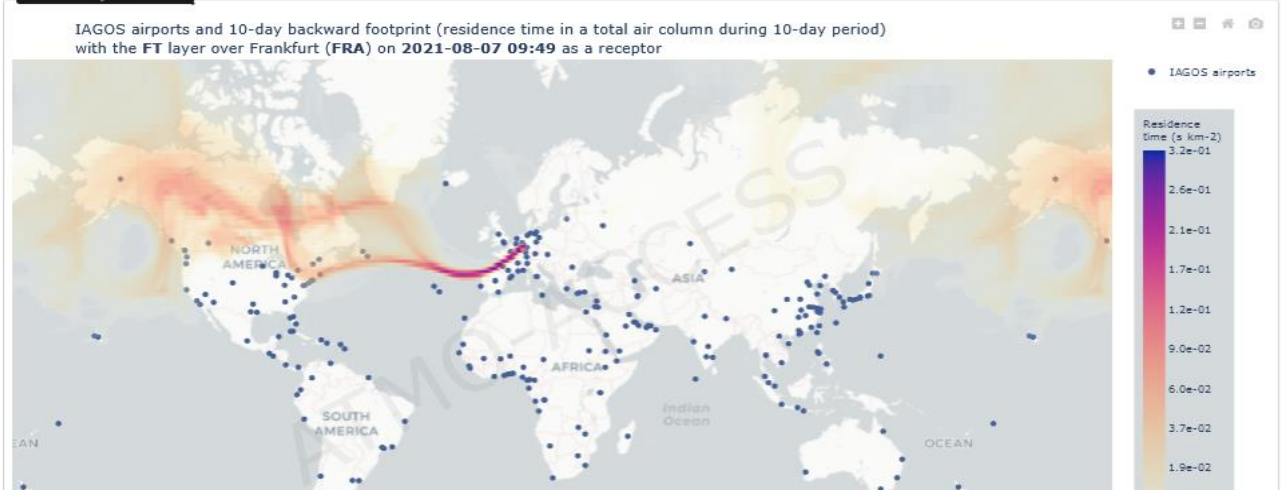 IAGOS airports and 10-day backward footprint (residence time in a total air column during 10-day period)
with the FT layer over Frankfurt (FRA) on 2021-08-07 09:49 as a receptor
IAGOS airports
Residence
time (s km-2)
3.2e-01
2.6e-01
2.1e-01
1.7e-01
1.2e-01
9.0e-02
6.0e-02
3.7e-02
1.9e-02
NORTH
AMERICA
ASIA
AFRICA
SOUTH
AMERICA
Indian
Ocean
EAN
OCEAN
ATMO-ACCESS